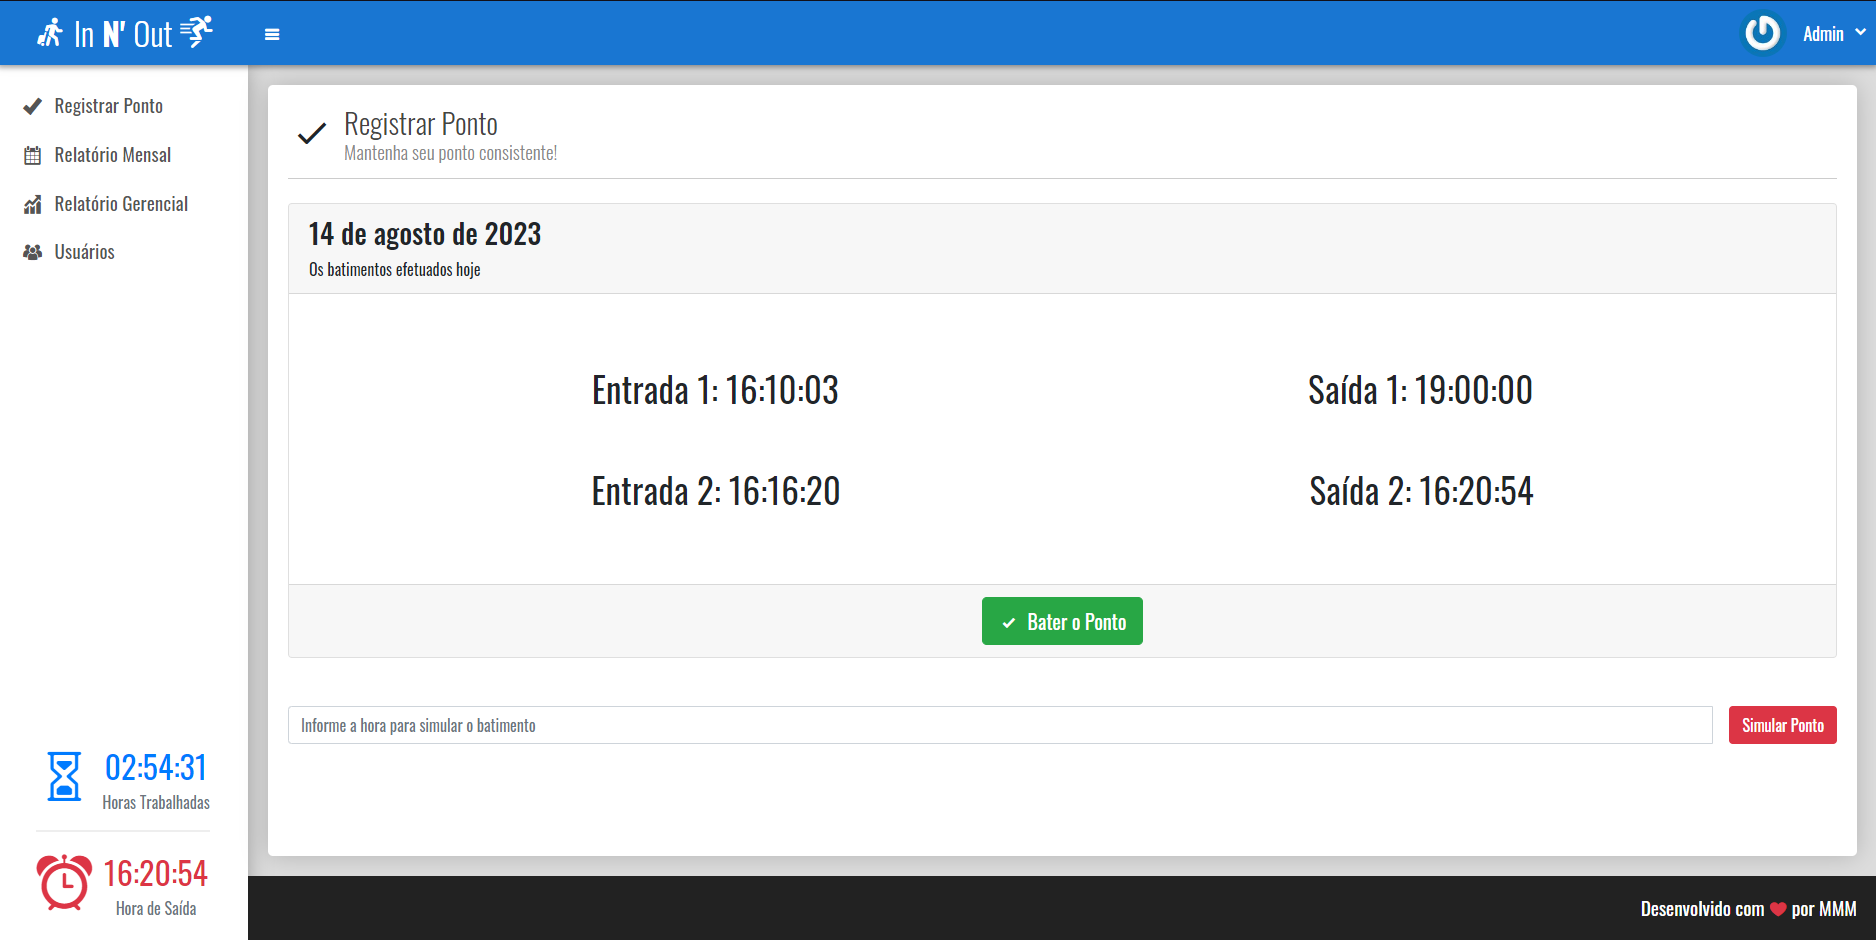 In N' Out
Admin
Registrar Ponto
Relatório Mensal
Relatório Gerencial
Usuários
02:54:31
Horas Trabalhadas
16:20:54
Hora de Saída
Registrar Ponto
Mantenha seu ponto consistente!
14 de agosto de 2023
Os batimentos efetuados hoje
Entrada 1: 16:10:03
Saída 1: 19:00:00
Entrada 2: 16:16:20
Saída 2: 16:20:54
Bater o Ponto
Informe a hora para simular o batimento
Simular Ponto
Desenvolvido com ❤ por MMM